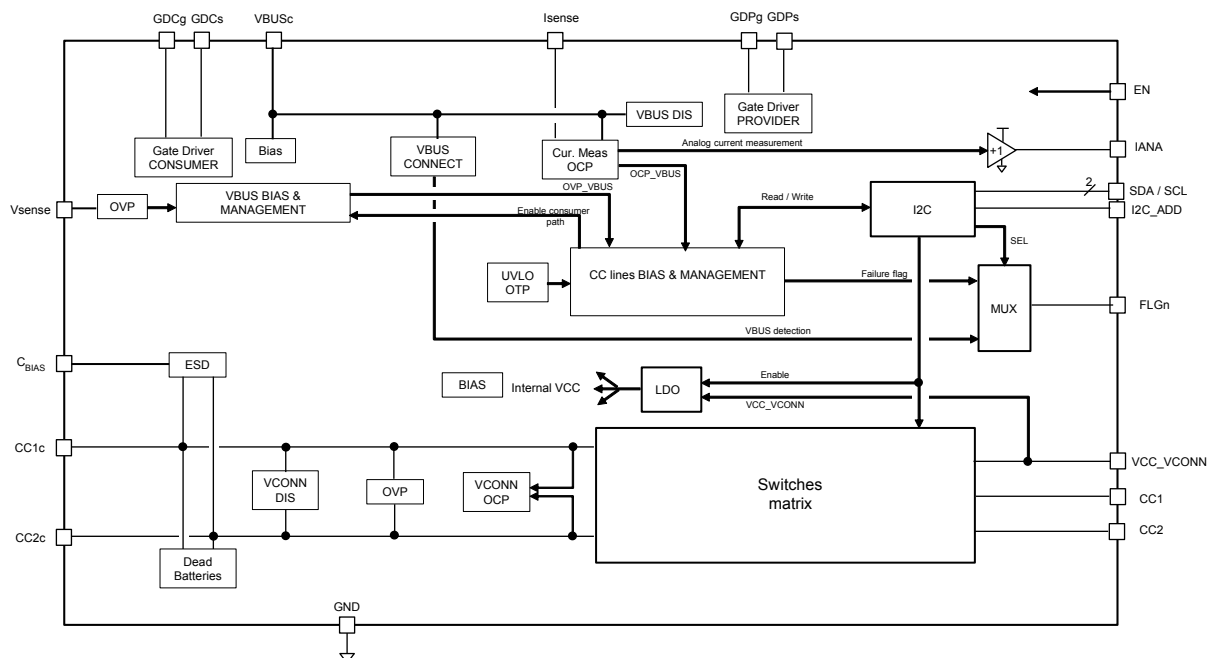 GDCg GDCs VBUSc Isense GDPg GDPs
EN
VBUS DIS
Gate Driver
PROVIDER
Gate Driver
CONSUMER
Bias
VBUS
CONNECT
Cur. Meas
OCP
Analog current measurement
+1
IANA
OCP_VBUS
OVP_VBUS
Vsense
OVP
VBUS BIAS &
MANAGEMENT
Enable consumer
path
Read / Write
I2C
2
SDA / SCL
I2C_ADD
SEL
UVLO
OTP
CC lines BIAS & MANAGEMENT
Failure flag
MUX
FLGn
VBUS detection
CBIAS
ESD
BIAS
Internal VCC
LDO
Enable
VCC_VCONN
CC1c
VCONN
DIS
OVP
VCONN
OCP
Switches
matrix
VCC_VCONN
CC1
CC2c
CC2
Dead
Batteries
GND